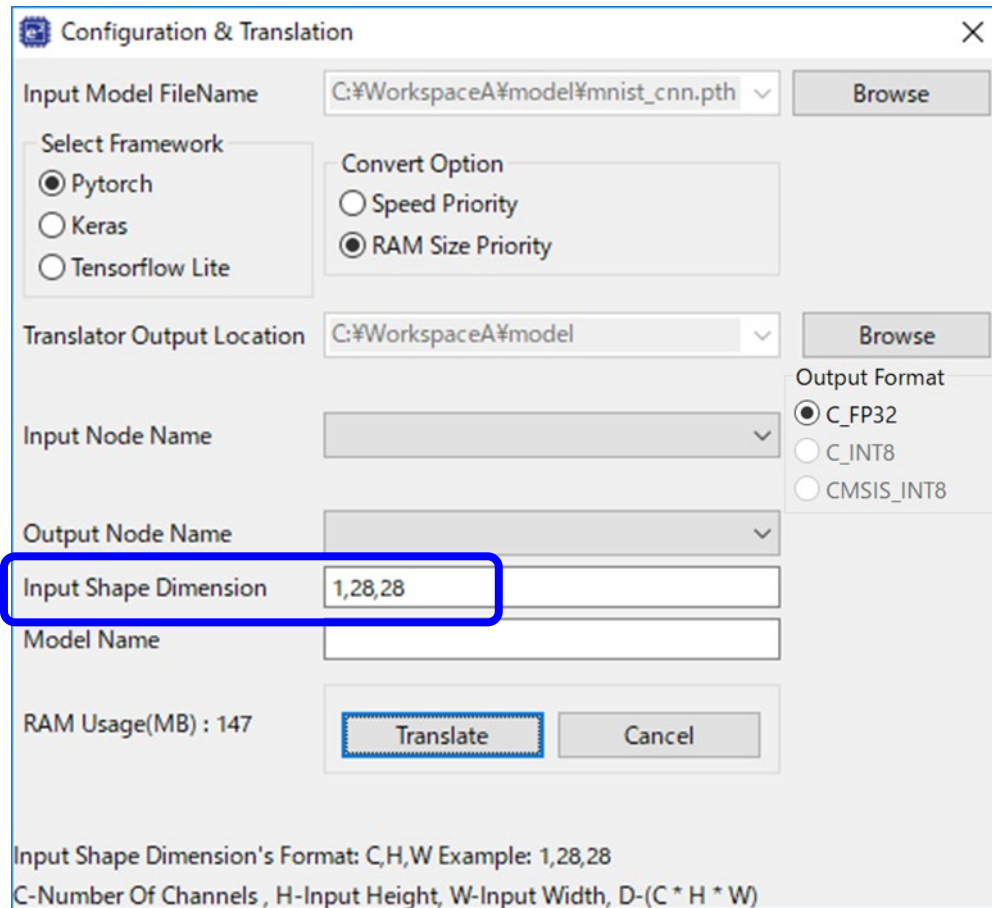 Configuration & Translation
Input Model FileName
C:¥WorkspaceA¥model¥mnist_cnn.pth
Browse
Select Framework
Pytorch
Keras
Tensorflow Lite
Convert Option
Speed Priority
RAM Size Priority
Translator Output Location
C:¥WorkspaceA¥model
Browse
Output Format
C_FP32
C_INT8
CMSIS_INT8
Input Node Name
Output Node Name
Input Shape Dimension
1,28,28
Model Name
RAM Usage(MB) : 147
Translate
Cancel
Input Shape Dimension's Format: C,H,W Example: 1,28,28
C-Number Of Channels , H-Input Height, W-Input Width, D-(C * H * W)